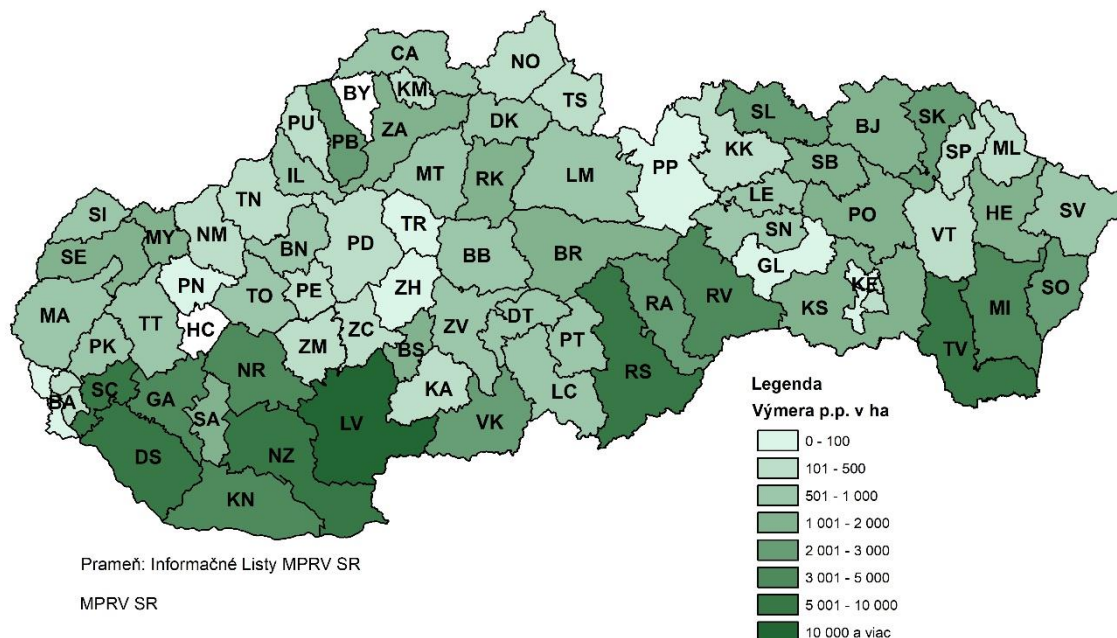 CA
NO
BY
KM
TS
PU
PB
ZA
DK
SL
SK
BJ
SP
ML
KK
PP
SB
IL
MT
RK
LM
LE
TN
PO
HE
SV
SI
NM
TR
SN
MY
BN
PD
VT
SE
BB
BR
GL
PN
PE
ZH
KE
TO
RA
RV
SO
MA
TT
HC
ZC
ZV
DT
KS
MI
PK
ZM
BS
PT
TV
SC
NR
RS
BA
GA
KA
LC
SA
LV
VK
DS
NZ
KN
Legenda
Výmera p.p. v ha
0 - 100
101 - 500
501 - 1 000
1 001 - 2 000
2 001 - 3 000
3 001 - 5 000
5 001 - 10 000
10 000 a viac
Prameň: Informačné Listy MPRV SR
MPRV SR